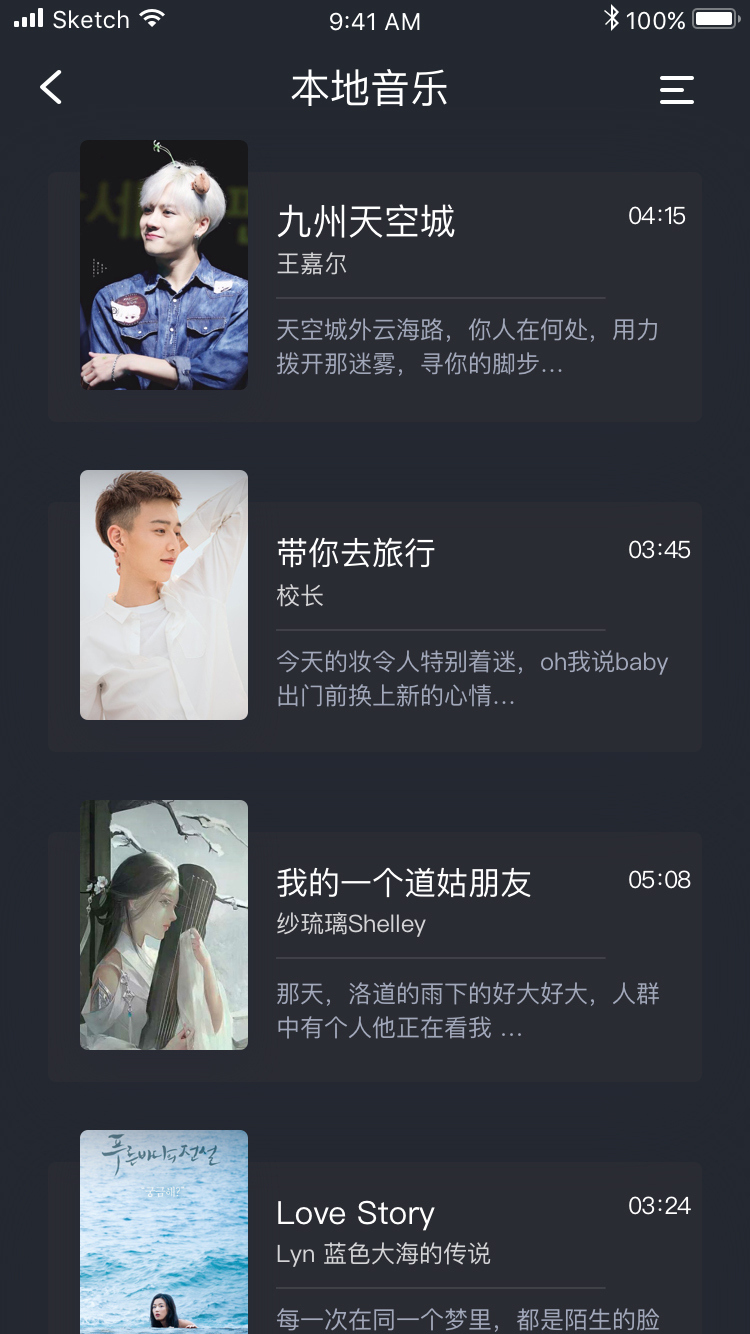 Sketch 9:41 AM 100%
本地音乐
九州天空城 04:15
王嘉尔
天空城外云海路，你人在何处，用力
拨开那迷雾，寻你的脚步...
带你去旅行 03:45
校长
今天的妆令人特别着迷，oh我说baby
出门前换上新的心情...
我的一个道姑朋友 05:08
纱琉璃Shelley
那天，洛道的雨下的好大好大，人群
中有个人他正在看我 ...
푸른바다의 전설
"궁금해?"
Love Story 03:24
Lyn 蓝色大海的传说
每一次在同一个梦里，都是陌生的脸